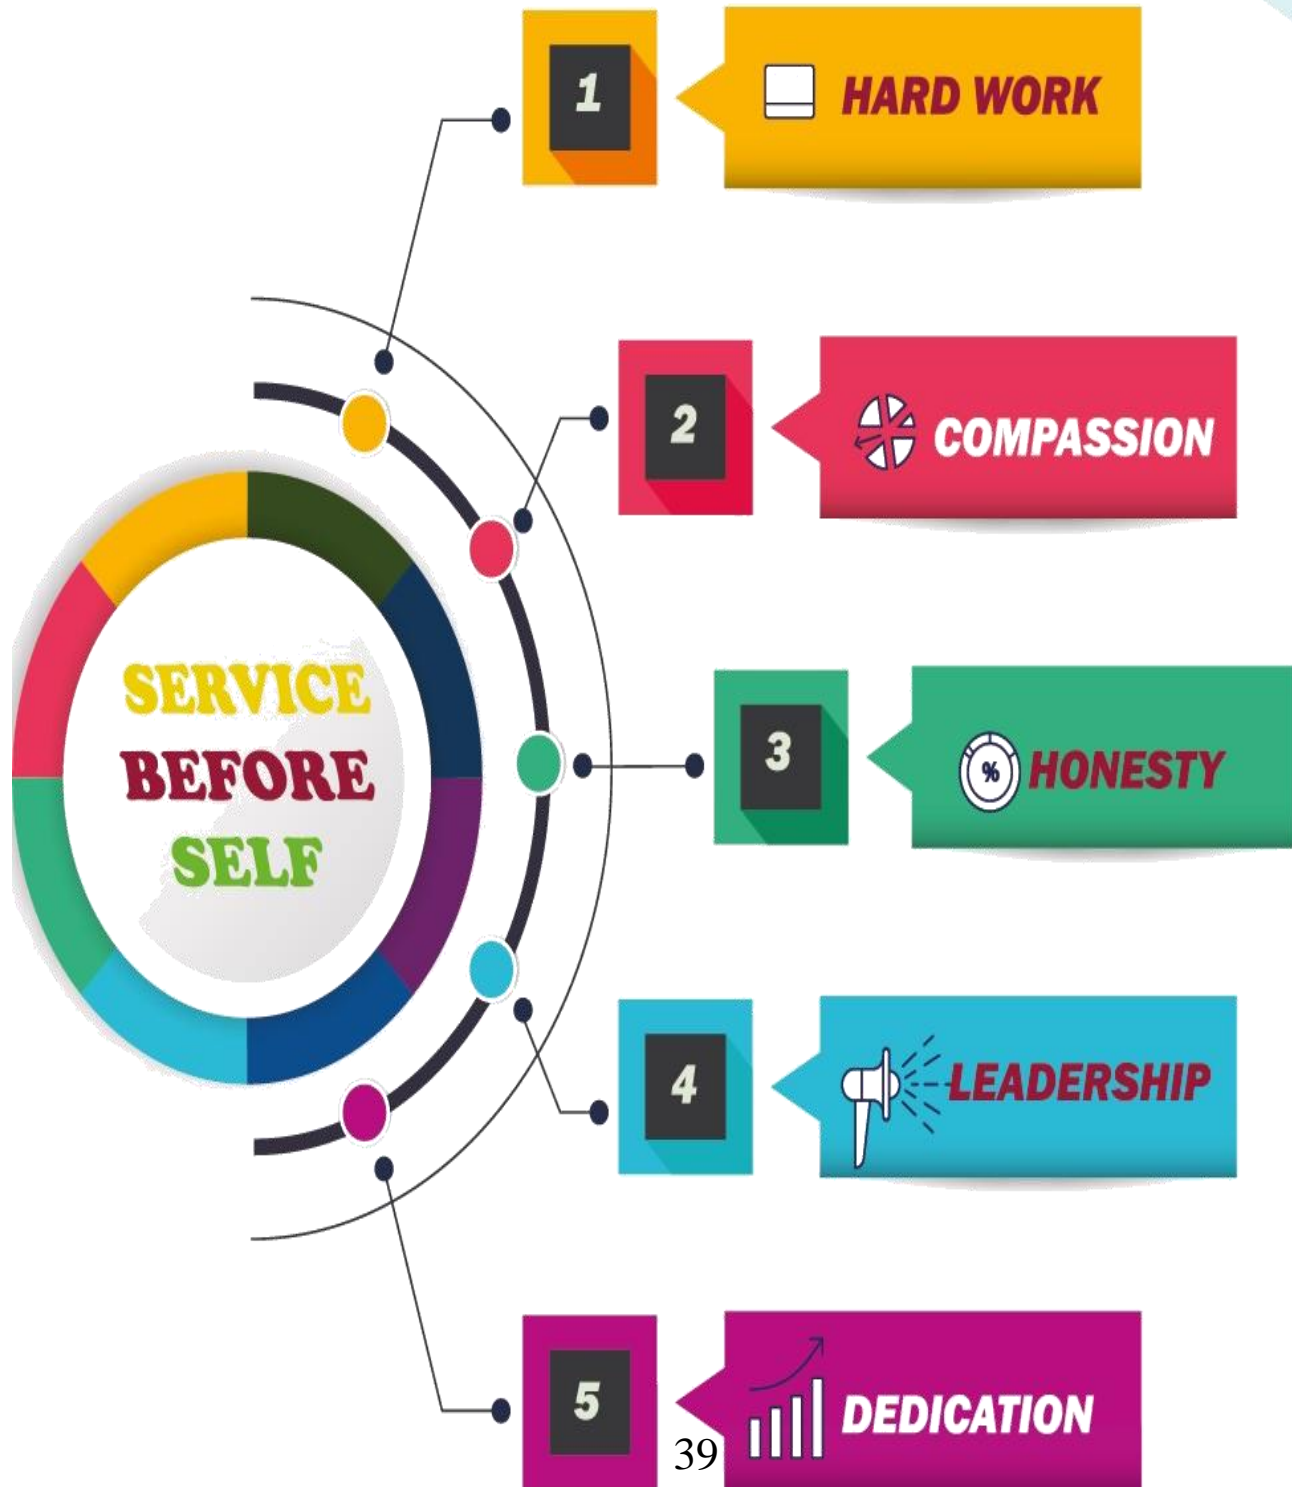 1
HARD WORK
2
COMPASSION
SERVICE
BEFORE
SELF
3
%
HONESTY
4
LEADERSHIP
5
DEDICATION
39